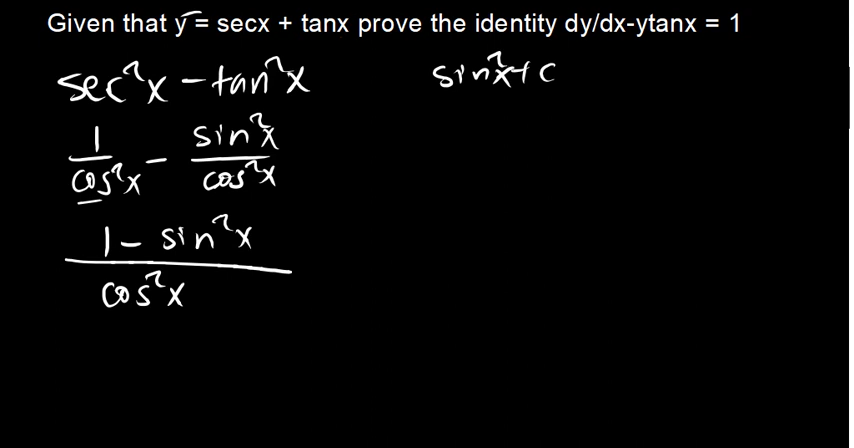 Given that y = secx + tanx prove the identity dy/dx-ytanx = 1
sec²x - tan²x
1/cos²x - sin²x/cos²x
1 - sin²x
cos²x
sin²x + c